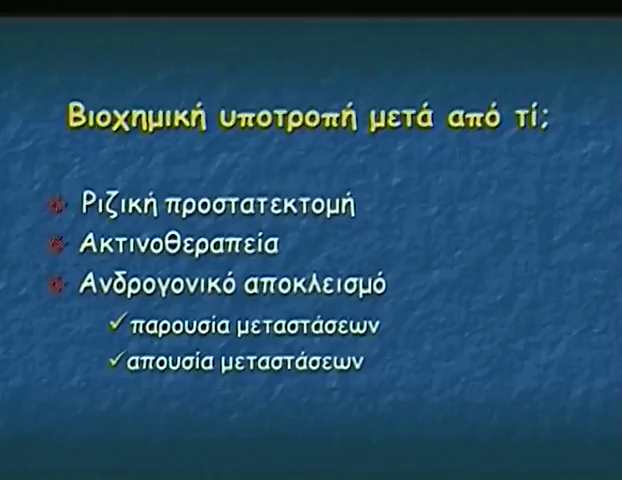 Βιοχημική υποτροπή μετά από τί;
Ριζική προστατεκτομή
Ακτινοθεραπεία
Ανδρογονικό αποκλεισμό
παρουσία μεταστάσεων
απουσία μεταστάσεων